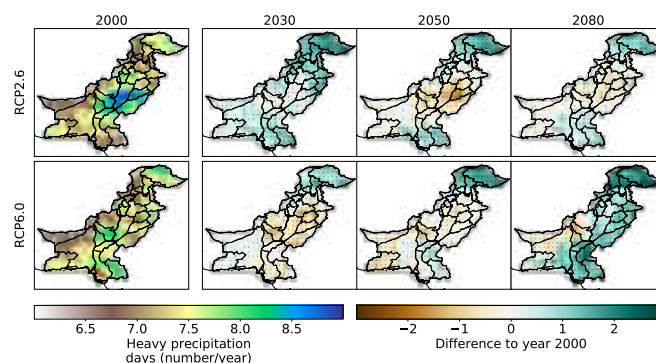 2000 2030 2050 2080
RCP2.6
RCP6.0
6.5 7.0 7.5 8.0 8.5 −2 −1 0 1 2
Heavy precipitation
days (number/year)
Difference to year 2000